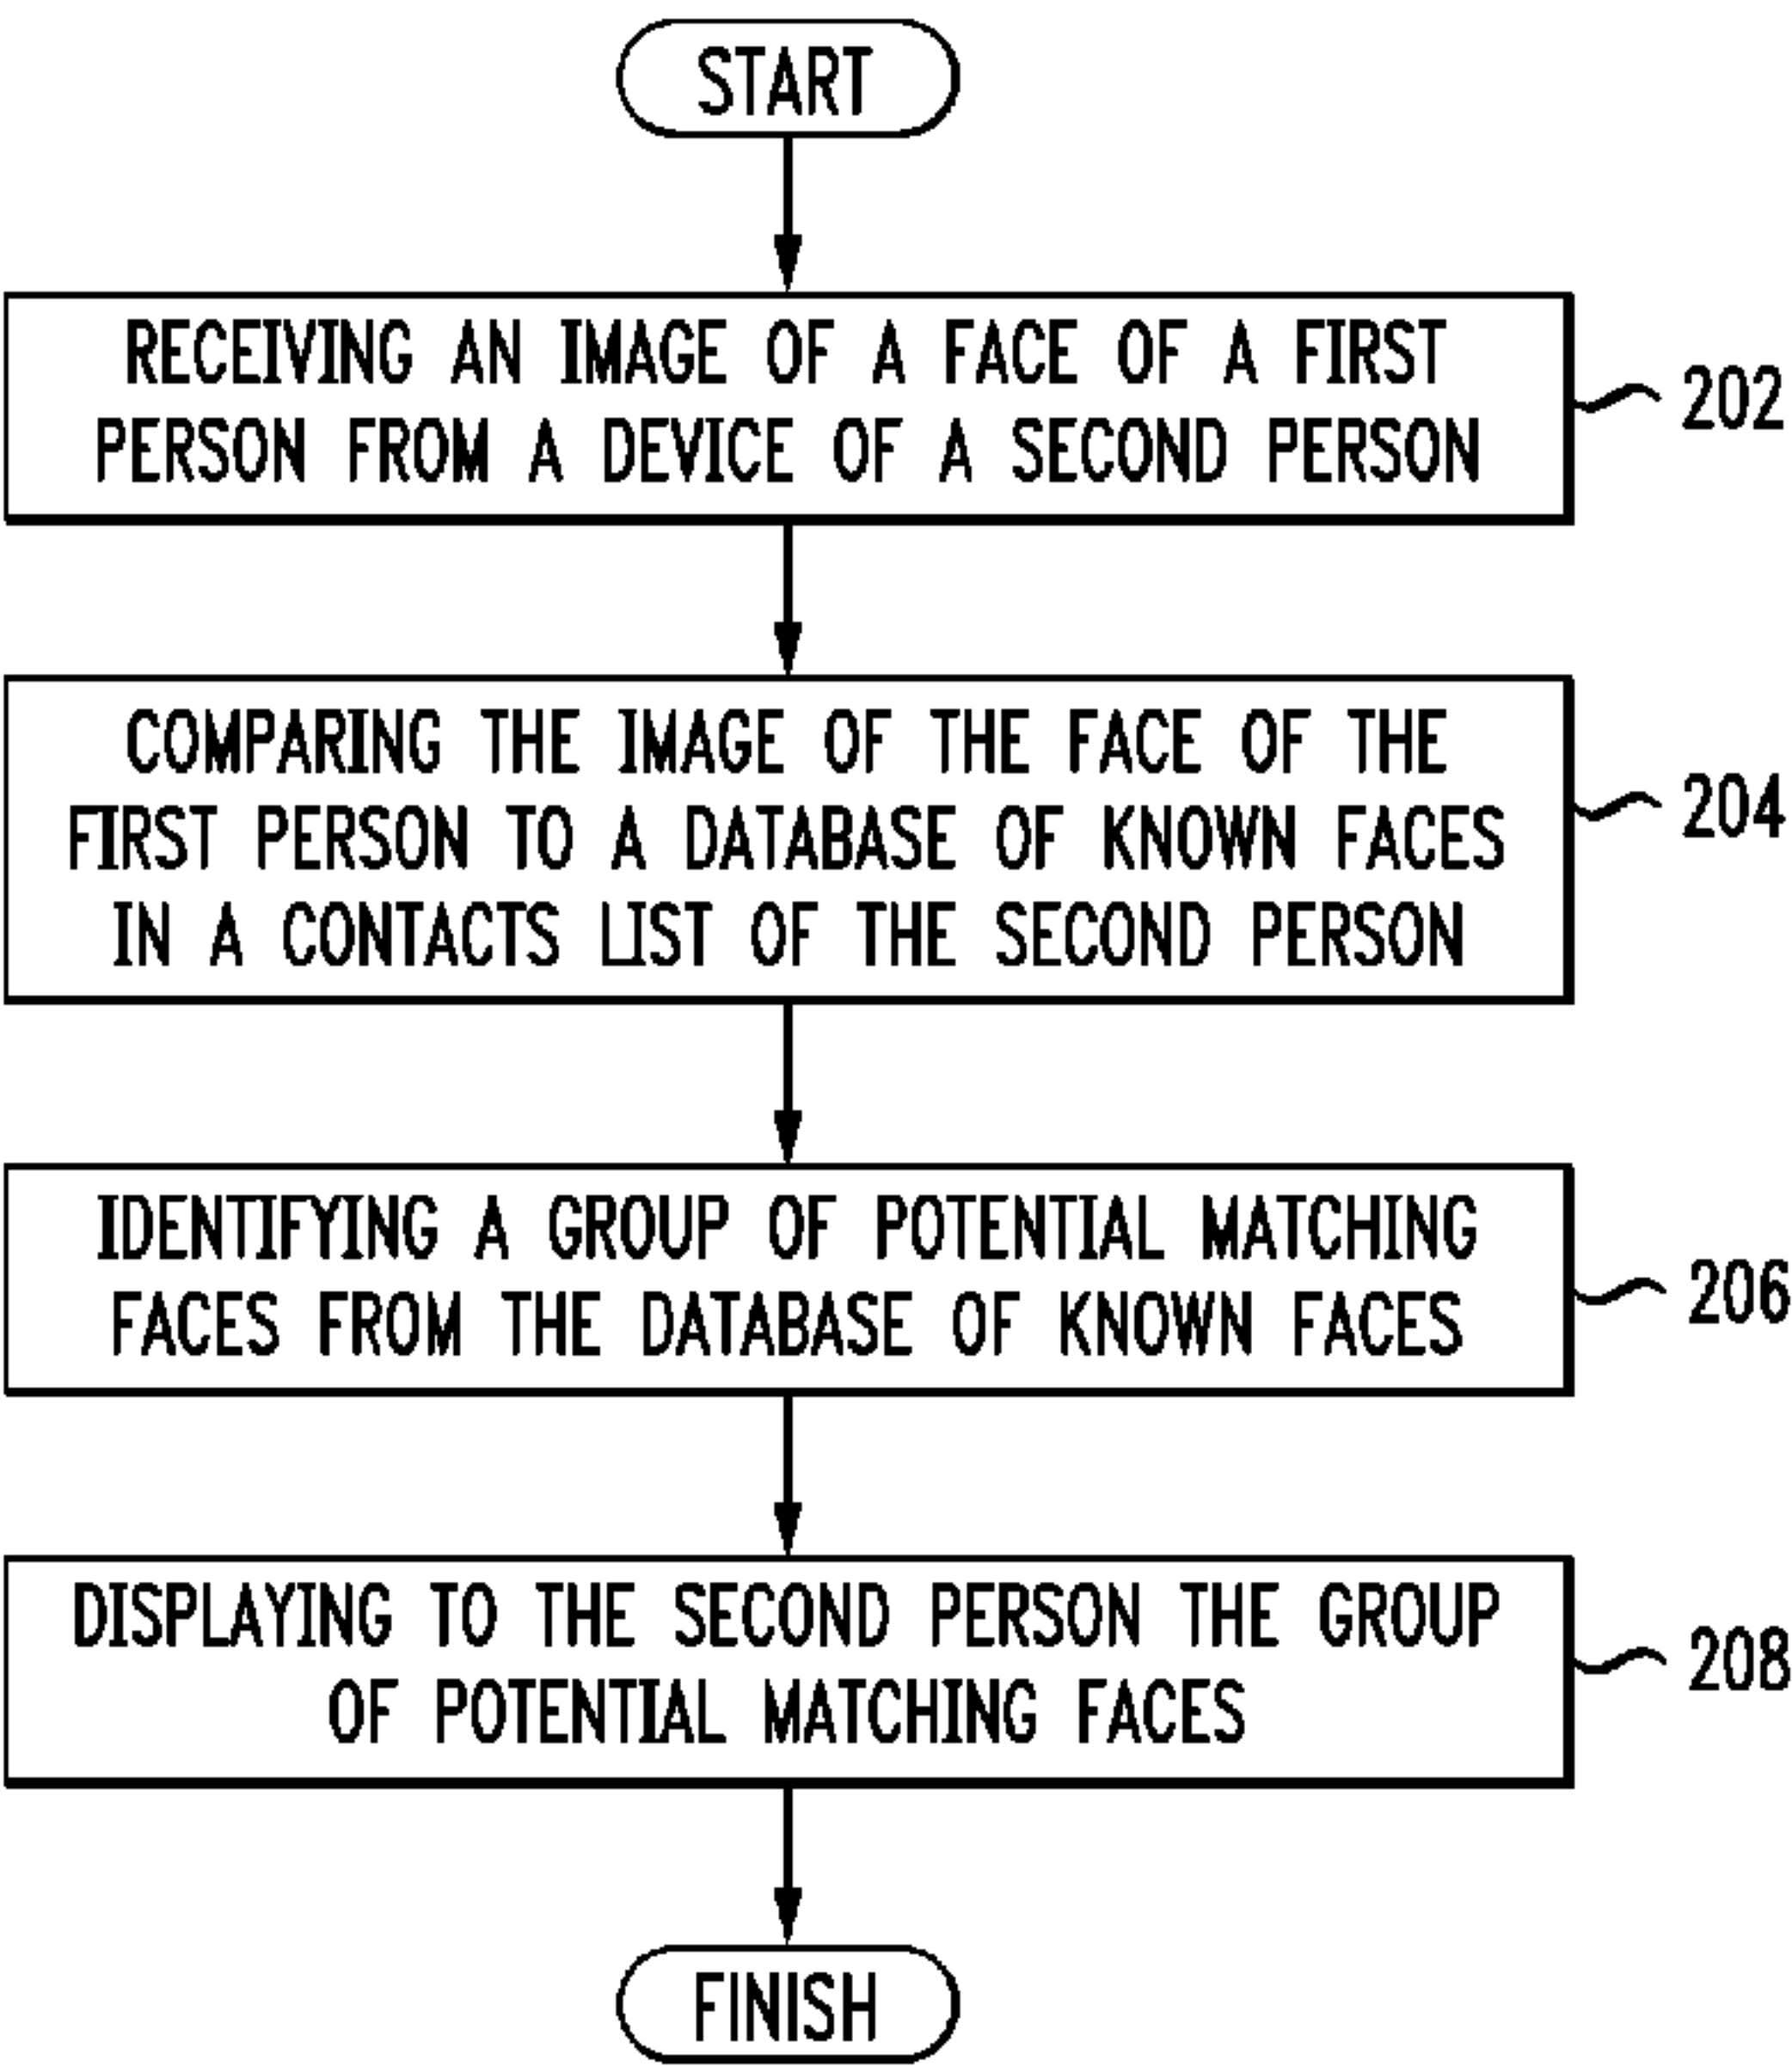 START
RECEIVING AN IMAGE OF A FACE OF A FIRST
PERSON FROM A DEVICE OF A SECOND PERSON
202
COMPARING THE IMAGE OF THE FACE OF THE
FIRST PERSON TO A DATABASE OF KNOWN FACES
IN A CONTACTS LIST OF THE SECOND PERSON
204
IDENTIFYING A GROUP OF POTENTIAL MATCHING
FACES FROM THE DATABASE OF KNOWN FACES
206
DISPLAYING TO THE SECOND PERSON THE GROUP
OF POTENTIAL MATCHING FACES
208
FINISH